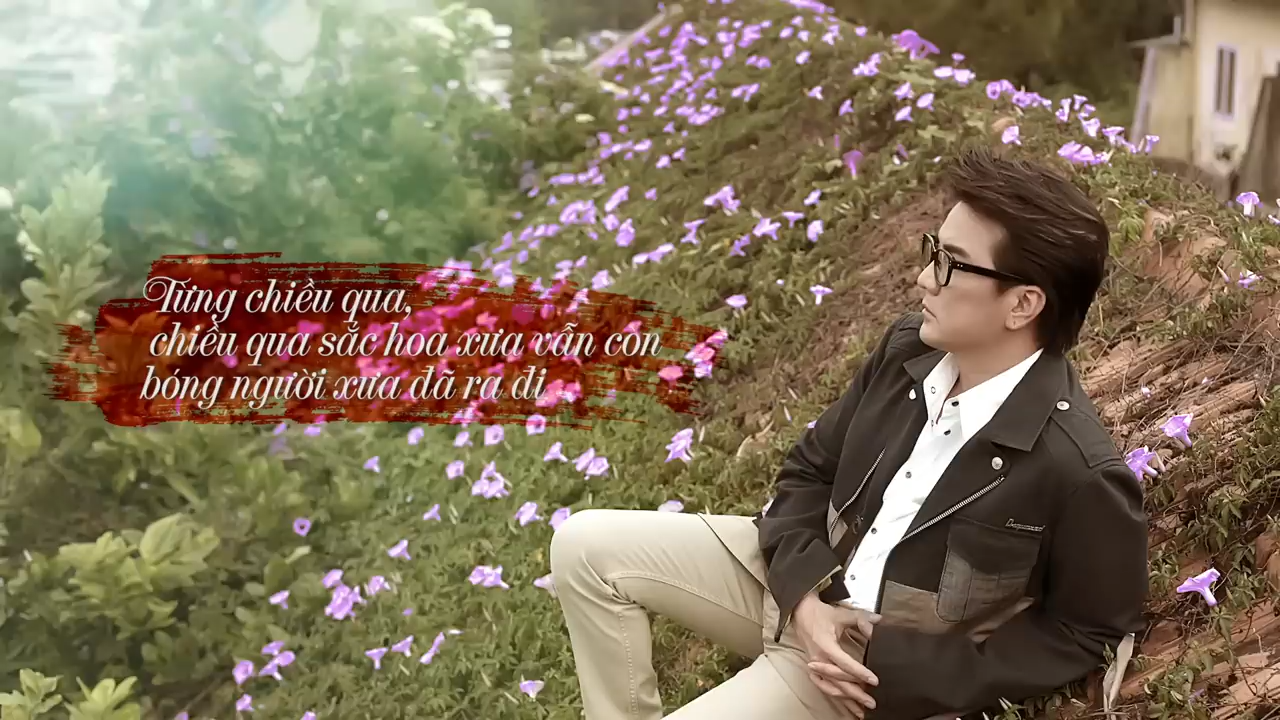 Từng chiều qua,
chiều qua sắc hoa xưa vẫn còn
bóng người xưa đã ra đi